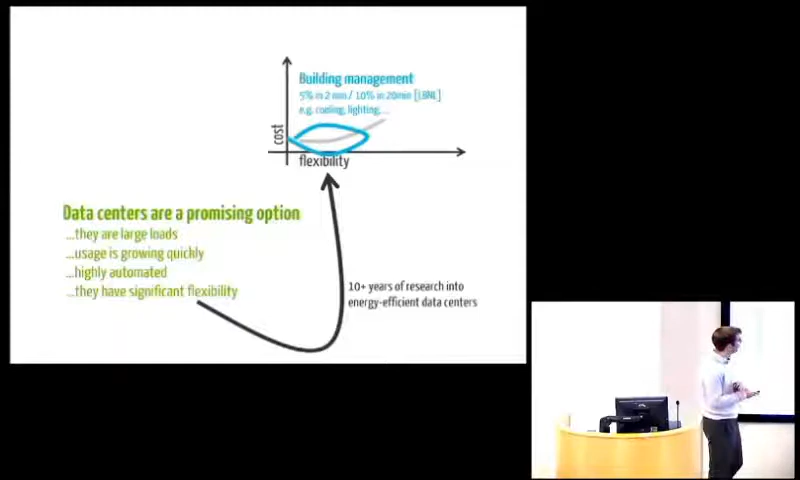 Building management
5% in 2 min / 10% in 20min [LBNL]
e.g. cooling, lighting,...
cost
flexibility
Data centers are a promising option
...they are large loads
...usage is growing quickly
...highly automated
...they have significant flexibility
10+ years of research into
energy-efficient data centers